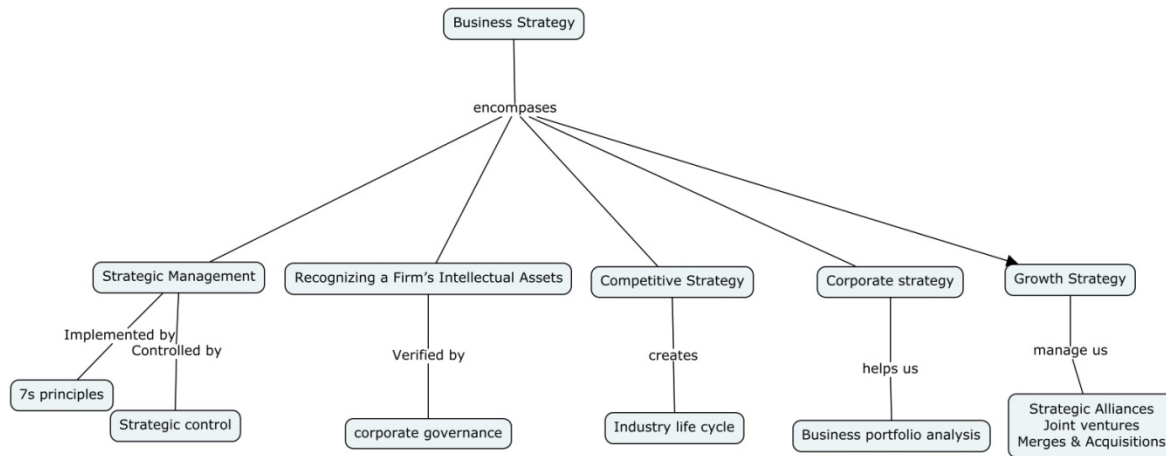 Business Strategy
encompases
Strategic Management
Recognizing a Firm's Intellectual Assets
Competitive Strategy
Corporate strategy
Growth Strategy
Implemented by
Controlled by
Verified by
creates
helps us
manage us
7s principles
Strategic control
corporate governance
Industry life cycle
Business portfolio analysis
Strategic Alliances
Joint ventures
Merges & Acquisitions